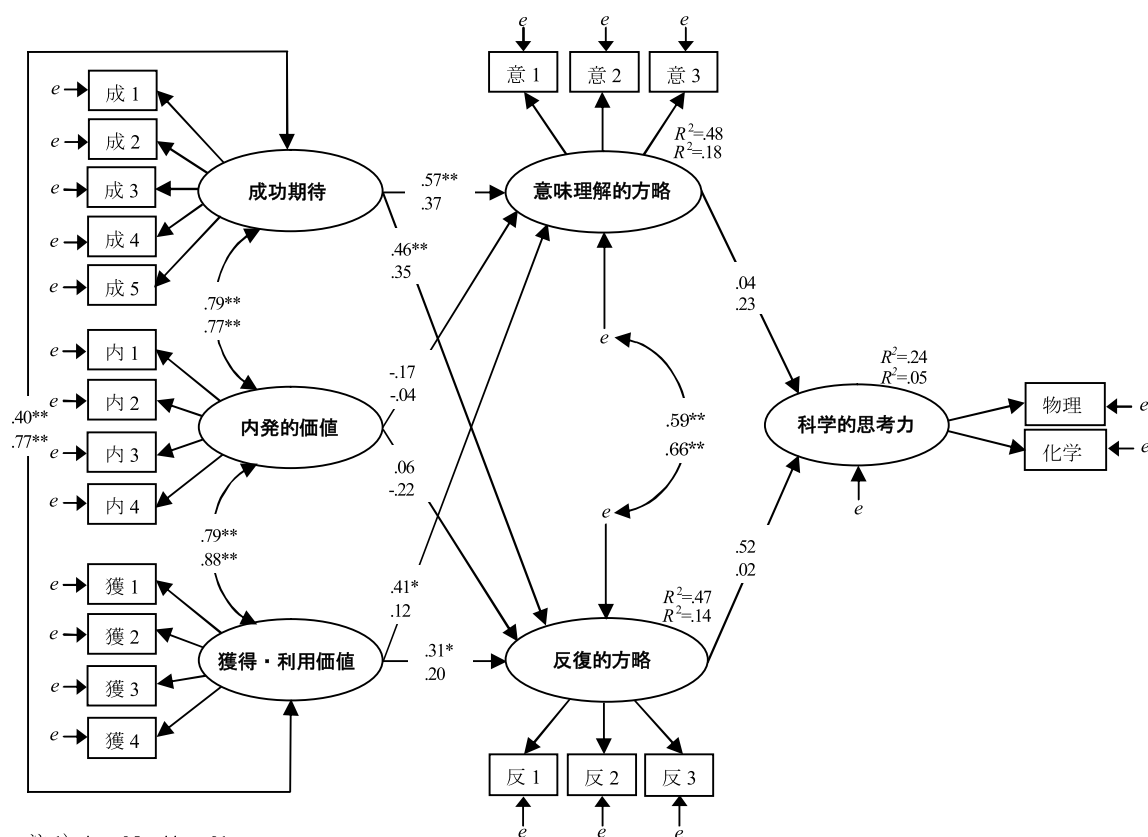 e
e
e
意 1
意 2
意 3
R²=.48
R²=.18
e
成 1
e
成 2
e
成 3
e
成 4
e
成 5
成功期待
.57**
.37
意味理解的方略
.46**
.35
.04
.23
.79**
.77**
e
e
内 1
e
内 2
e
内 3
e
内 4
内発的価値
-.17
-.04
.06
-.22
.59**
.66**
.40**
.77**
R²=.24
R²=.05
科学的思考力
物理
e
化学
e
e
.79**
.88**
e
.52
.02
e
獲 1
e
獲 2
e
獲 3
e
獲 4
獲得・利用価値
.41*
.12
.31*
.20
R²=.47
R²=.14
反復的方略
反 1
反 2
反 3
e
e
e